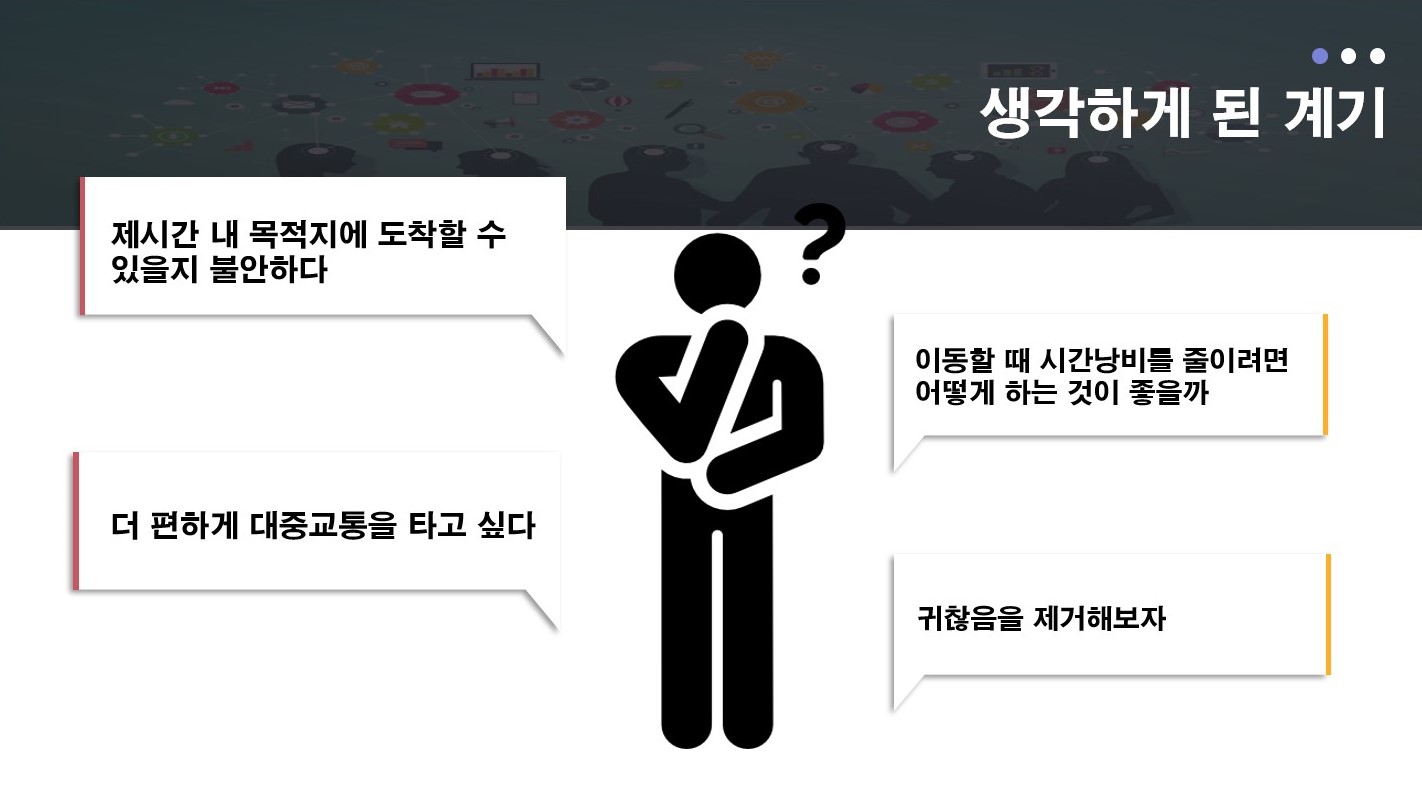 생각하게 된 계기
제시간 내 목적지에 도착할 수
있을지 불안하다
?
이동할 때 시간낭비를 줄이려면
어떻게 하는 것이 좋을까
더 편하게 대중교통을 타고 싶다
귀찮음을 제거해보자